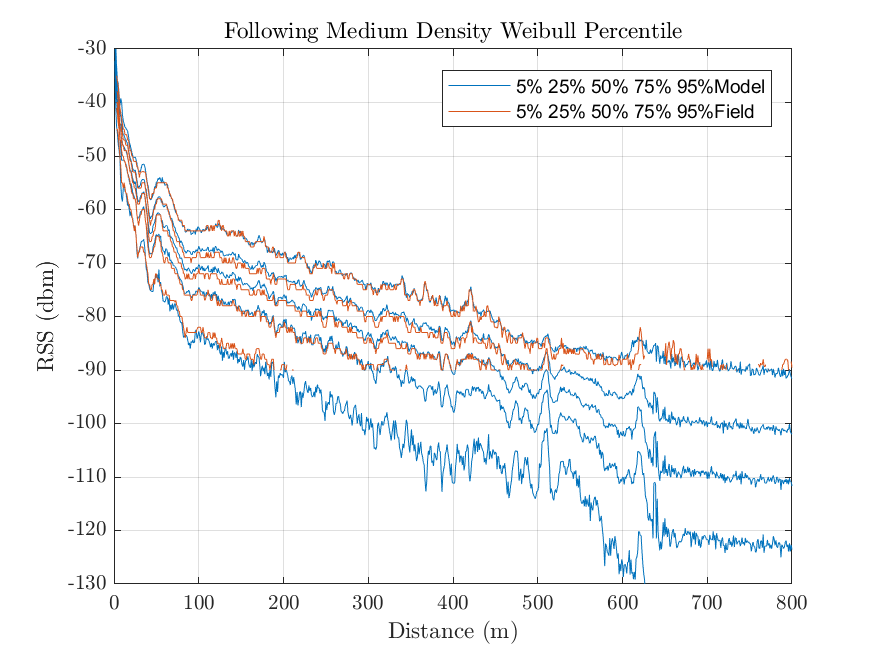 Following Medium Density Weibull Percentile
5% 25% 50% 75% 95%Model
5% 25% 50% 75% 95%Field
RSS (dbm)
-30
-40
-50
-60
-70
-80
-90
-100
-110
-120
-130
0 100 200 300 400 500 600 700 800
Distance (m)